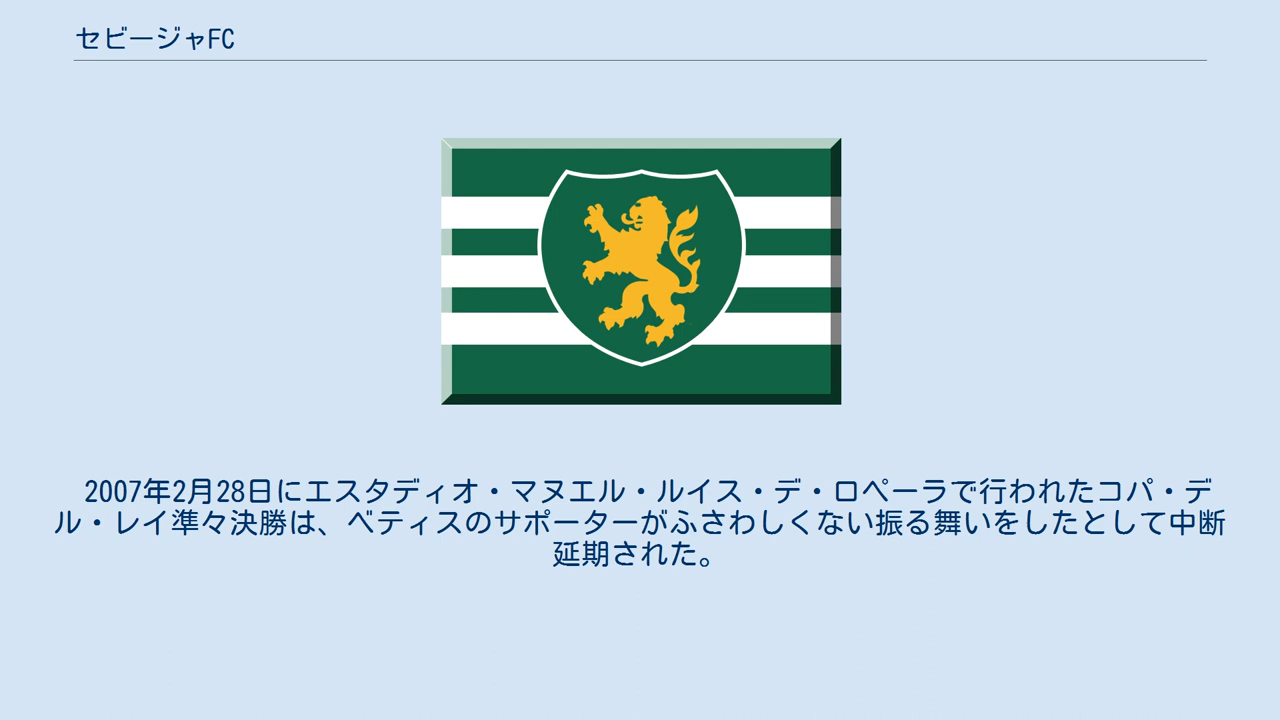 セビージャFC
2007年2月28日にエスタディオ・マヌエル・ルイス・デ・ロペーラで行われたコパ・デ
ル・レイ準々決勝は、ベティスのサポーターがふさわしくない振る舞いをしたとして中断
延期された。